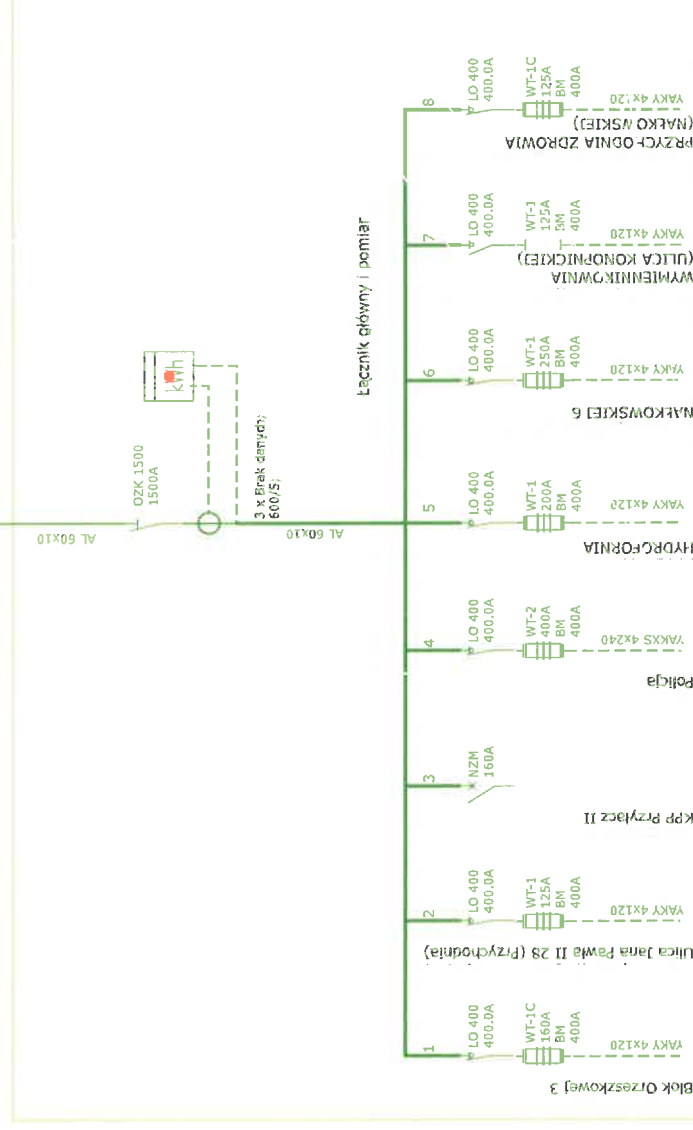 AL 60x10
OZK 1500
1500A
kWh
3 x Brak danych;
600/5;
AL 60x10
Łącznik główny i pomiar
8
LO 400
400.0A
WT-1C
125A
BM
400A
YAKY 4x120
PRZYCHODNIA ZDROWIA
(NAŁKOWSKIEJ)
7
LO 400
400.0A
WT-1
125A
BM
400A
YAKY 4x120
WYMIENNIKOWNIA
(ULICA KONOPNICKIEJ)
6
LO 400
400.0A
WT-1
250A
BM
400A
YAKY 4x120
NAŁKOWSKIEJ 6
5
LO 400
400.0A
WT-1
200A
BM
400A
YAKY 4x120
HYDROFORNIA
4
LO 400
400.0A
WT-2
400A
BM
400A
YAKXS 4x240
Policja
3
NZM
160A
KPP Przyłącz II
2
LO 400
400.0A
WT-1
125A
BM
400A
YAKY 4x120
Ulica Jana Pawła II 28 (Przychodnia)
1
LO 400
400.0A
WT-1C
160A
BM
400A
YAKY 4x120
Blok Orzeszkowej 3